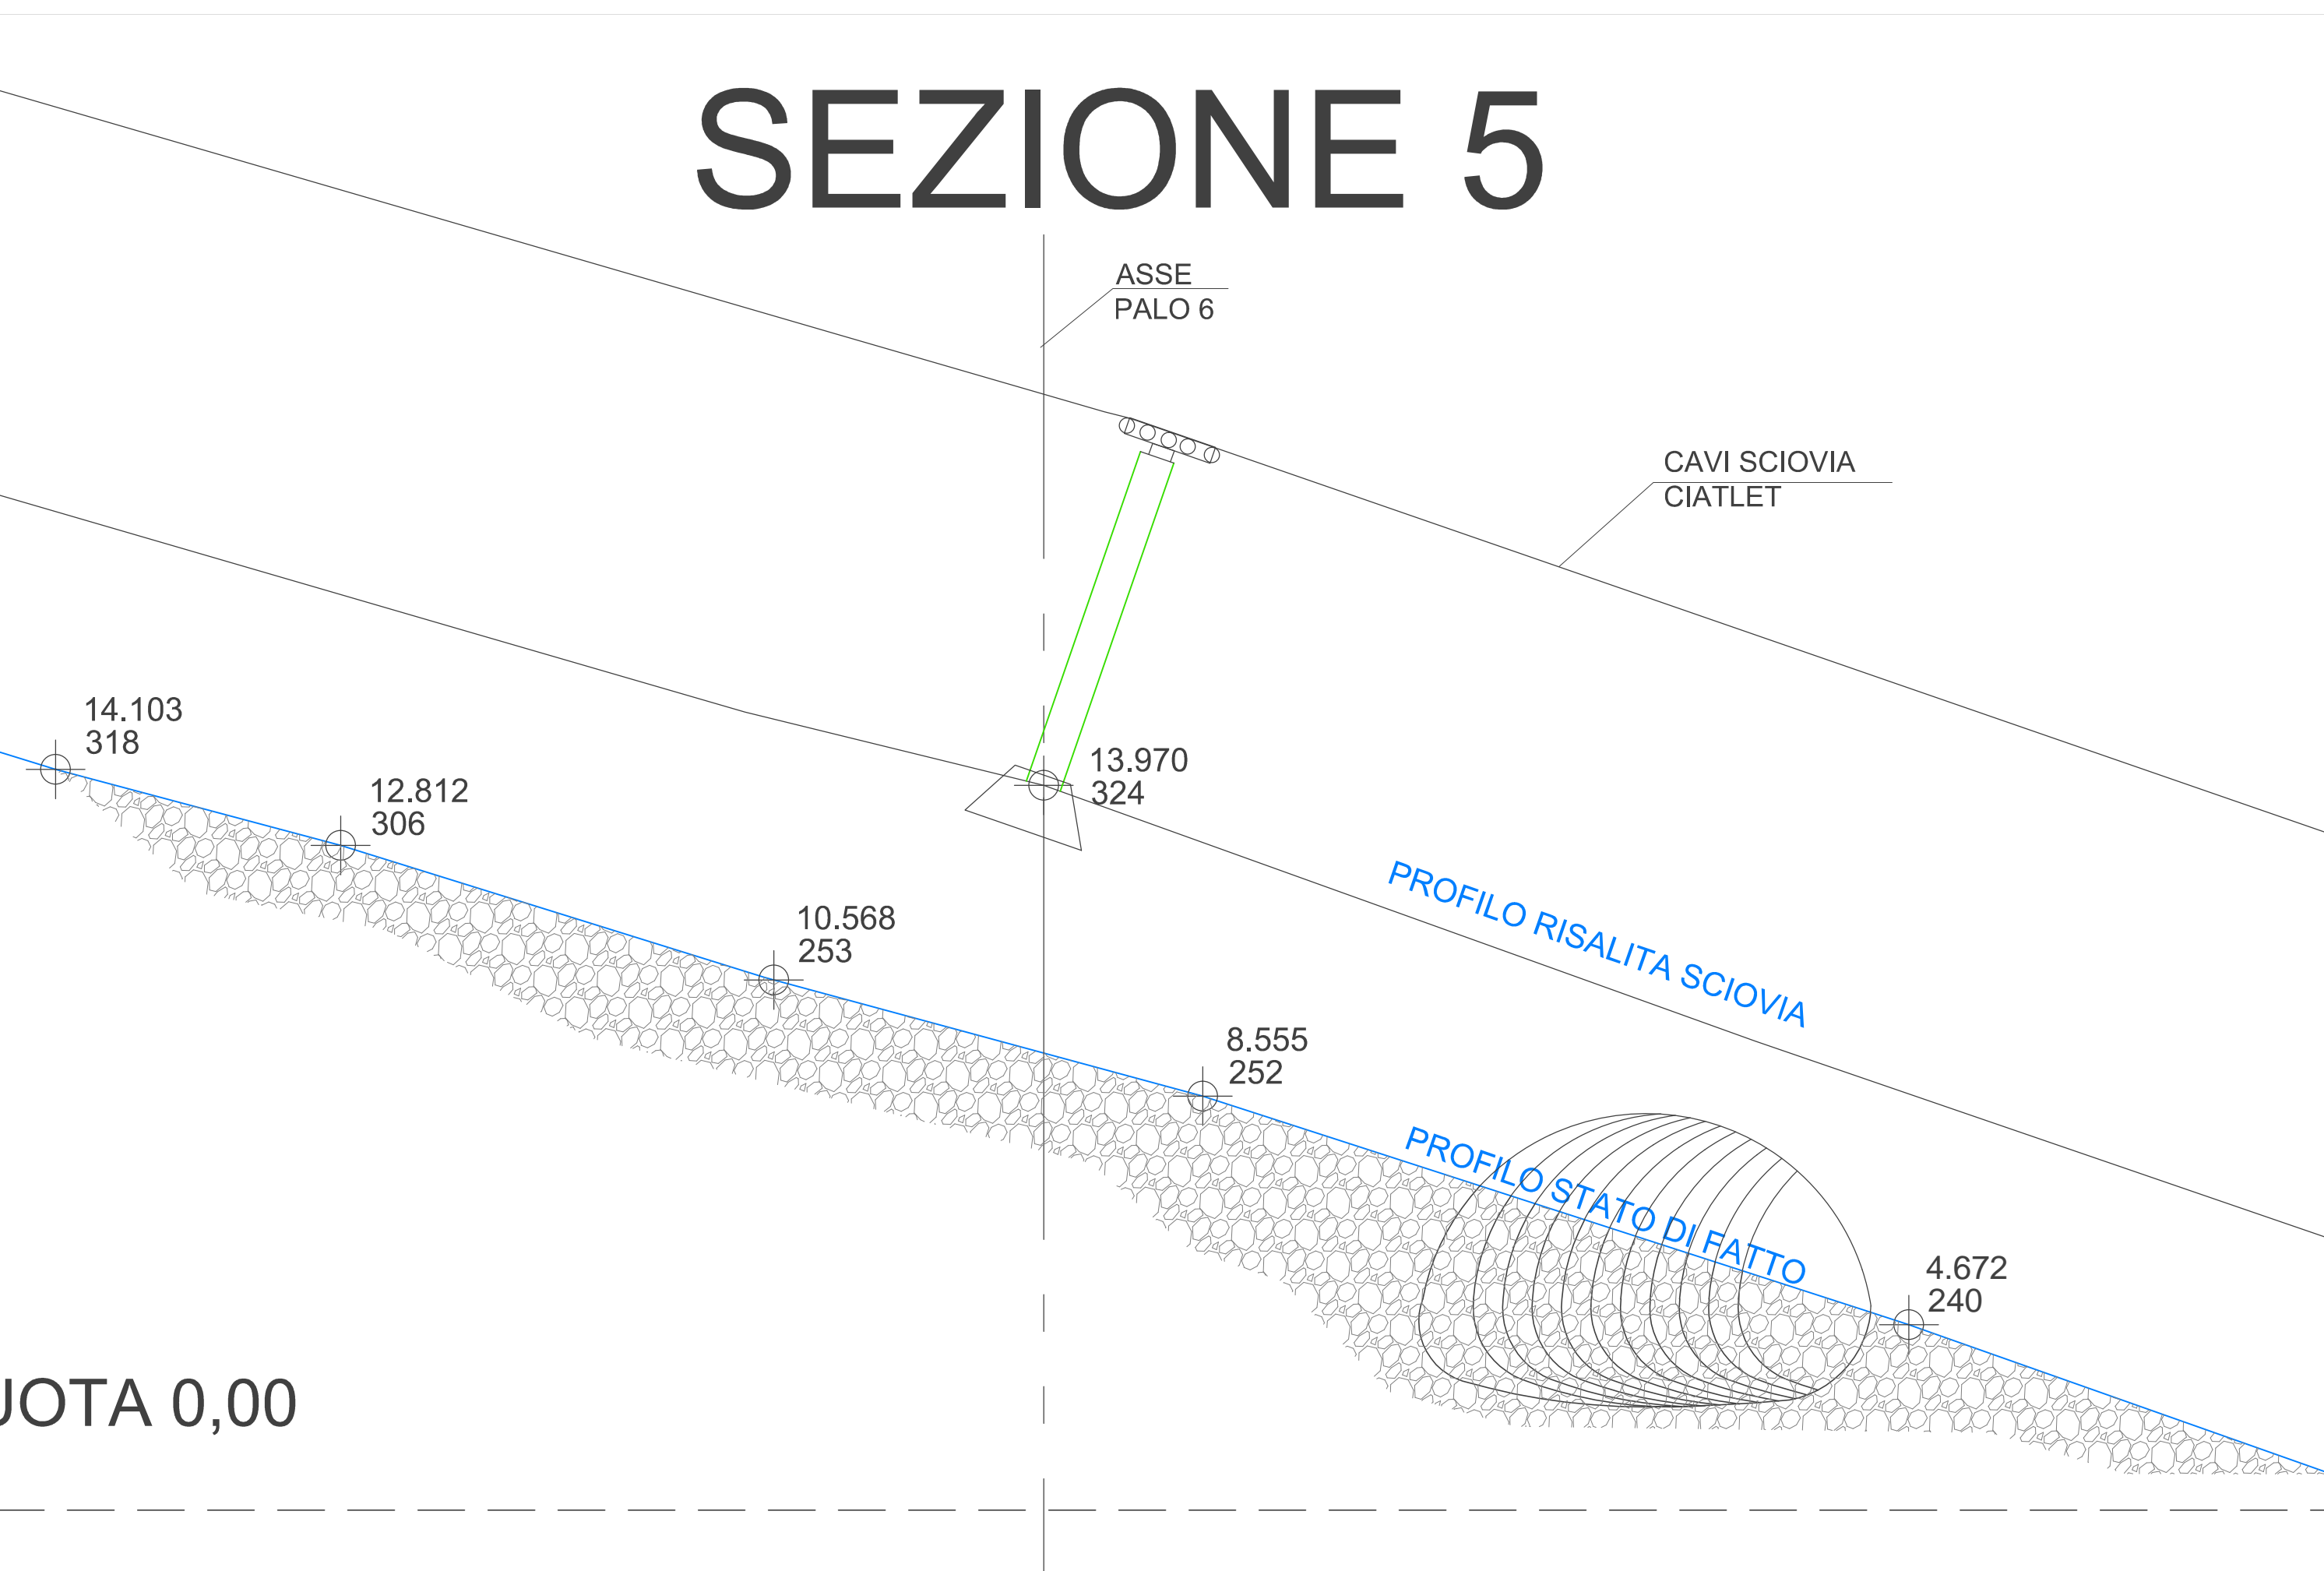 SEZIONE 5
ASSE
PALO 6
CAVI SCIOVIA
CIATLET
14.103
318
12.812
306
13.970
324
10.568
253
PROFILO RISALITA SCIOVIA
8.555
252
PROFILO STATO DI FATTO
4.672
240
UOTA 0,00